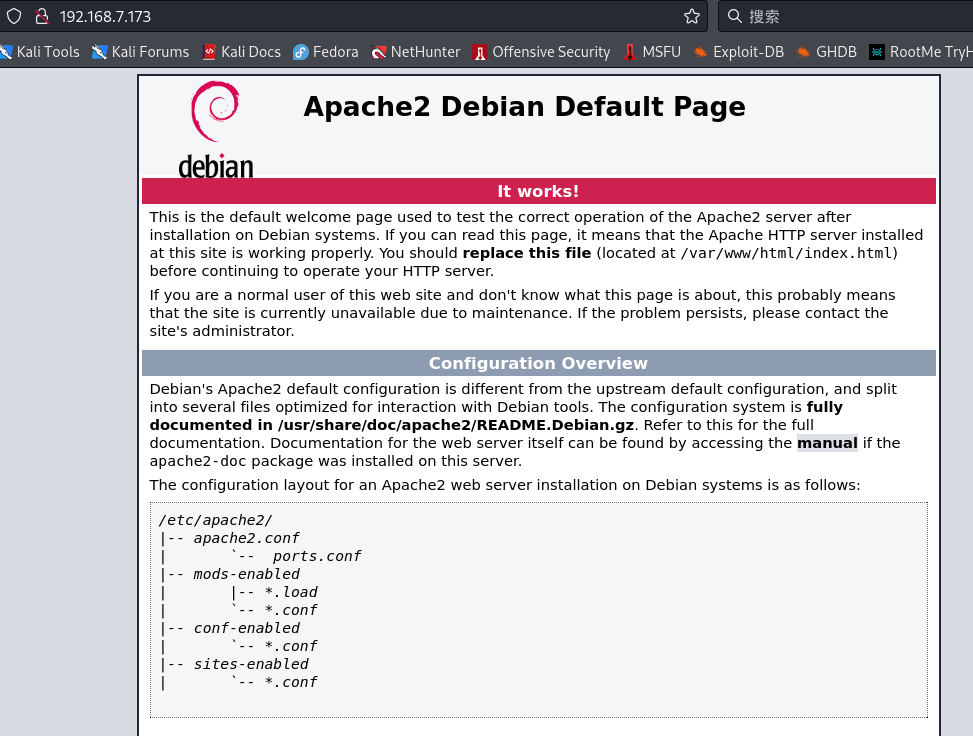 192.168.7.173
搜索
Kali Tools Kali Forums Kali Docs Fedora NetHunter Offensive Security MSFU Exploit-DB GHDB RootMe TryH
debian
Apache2 Debian Default Page
It works!
This is the default welcome page used to test the correct operation of the Apache2 server after
installation on Debian systems. If you can read this page, it means that the Apache HTTP server installed
at this site is working properly. You should replace this file (located at /var/www/html/index.html)
before continuing to operate your HTTP server.
If you are a normal user of this web site and don't know what this page is about, this probably means
that the site is currently unavailable due to maintenance. If the problem persists, please contact the
site's administrator.
Configuration Overview
Debian's Apache2 default configuration is different from the upstream default configuration, and split
into several files optimized for interaction with Debian tools. The configuration system is fully
documented in /usr/share/doc/apache2/README.Debian.gz. Refer to this for the full
documentation. Documentation for the web server itself can be found by accessing the manual if the
apache2-doc package was installed on this server.
The configuration layout for an Apache2 web server installation on Debian systems is as follows:
/etc/apache2/
|-- apache2.conf
|       `--  ports.conf
|-- mods-enabled
|       |-- *.load
|       `-- *.conf
|-- conf-enabled
|       `-- *.conf
|-- sites-enabled
|       `-- *.conf